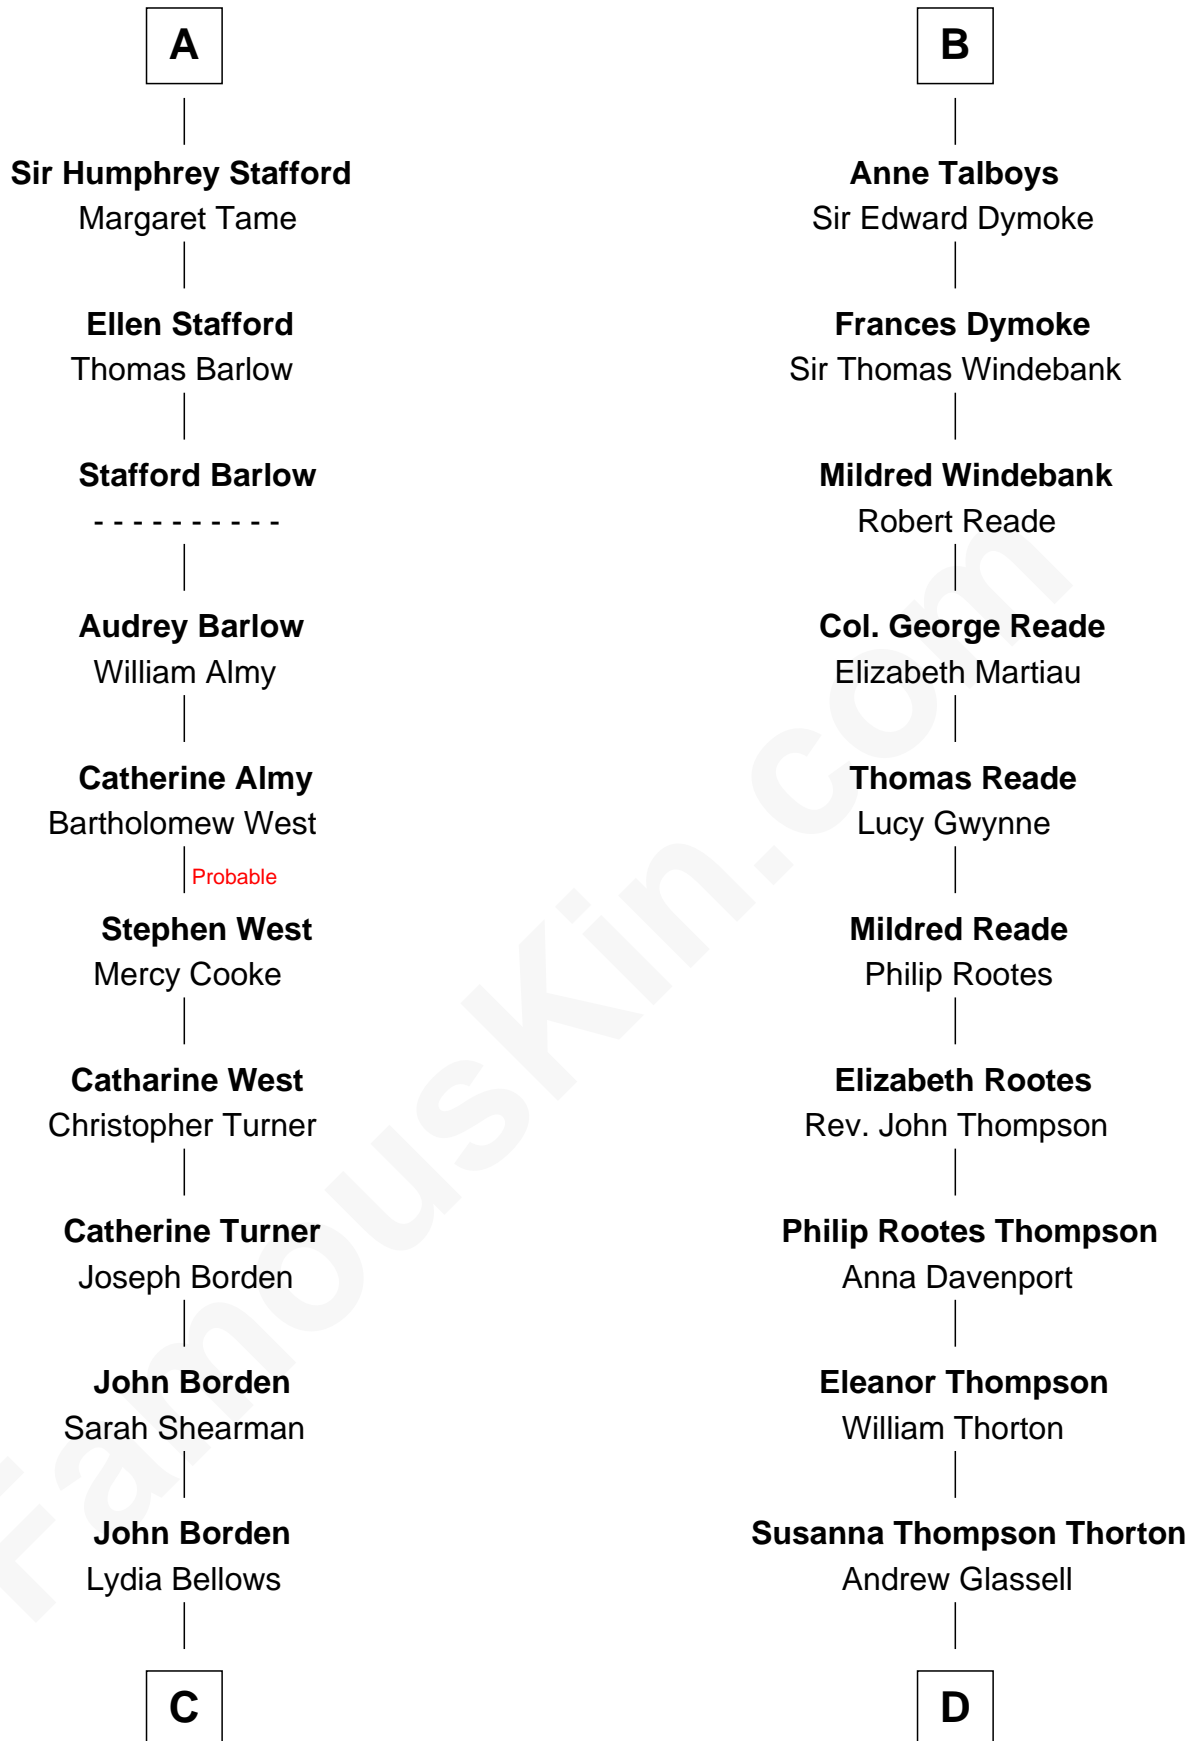 A
Sir Humphrey Stafford
Margaret Tame
Ellen Stafford
Thomas Barlow
Stafford Barlow
- - - - - - - - - -
Audrey Barlow
William Almy
Catherine Almy
Bartholomew West
Probable
Stephen West
Mercy Cooke
Catharine West
Christopher Turner
Catherine Turner
Joseph Borden
John Borden
Sarah Shearman
John Borden
Lydia Bellows
C
B
Anne Talboys
Sir Edward Dymoke
Frances Dymoke
Sir Thomas Windebank
Mildred Windebank
Robert Reade
Col. George Reade
Elizabeth Martiau
Thomas Reade
Lucy Gwynne
Mildred Reade
Philip Rootes
Elizabeth Rootes
Rev. John Thompson
Philip Rootes Thompson
Anna Davenport
Eleanor Thompson
William Thorton
Susanna Thompson Thorton
Andrew Glassell
D
FamousKin.com